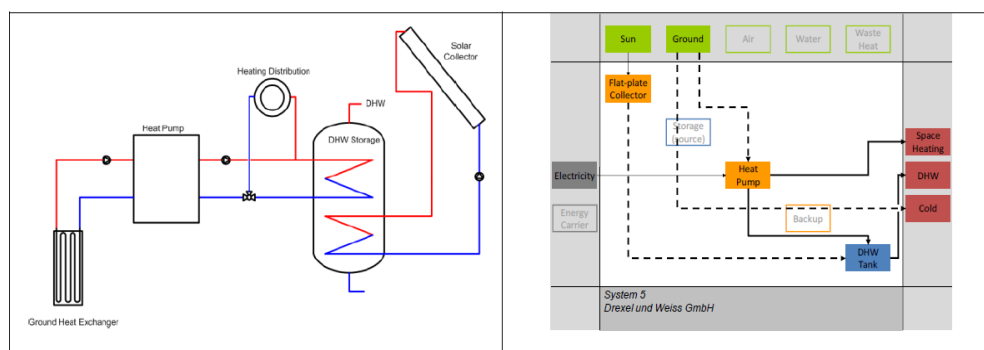 Solar
Collector
Heating Distribution
DHW
Heat Pump
DHW Storage
Ground Heat Exchanger
Sun
Ground
Air
Water
Waste
Heat
Flat-plate
Collector
Storage
(source)
Space
Heating
Electricity
Heat
Pump
DHW
Cold
Energy
Carrier
Backup
DHW
Tank
System 5
Drexel und Weiss GmbH